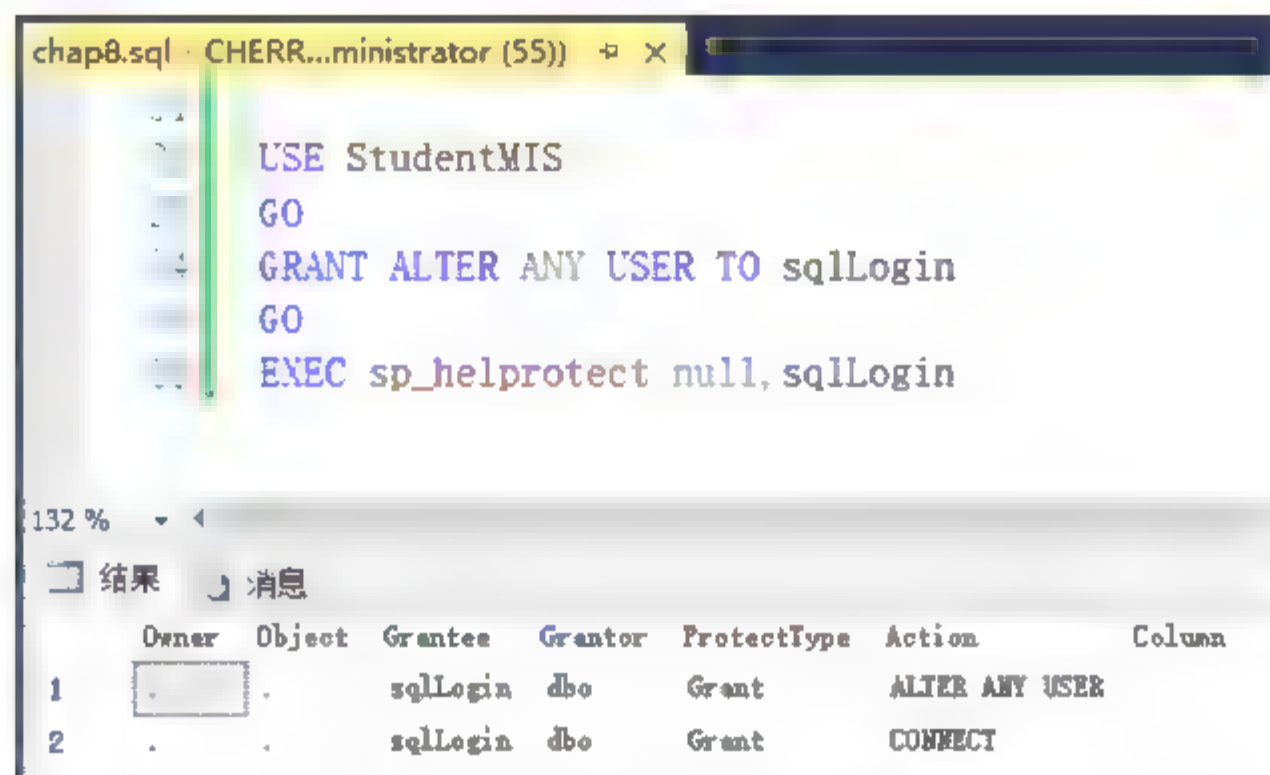 chap8.sql - CHERR...ministrator (55))
USE StudentMIS
GO
GRANT ALTER ANY USER TO sqlLogin
GO
EXEC sp_helprotect null,sqlLogin
132 %
结果 消息
Owner Object Grantee Grantor ProtectType Action Column
1 . . sqlLogin dbo Grant ALTER ANY USER
2 . . sqlLogin dbo Grant CONNECT